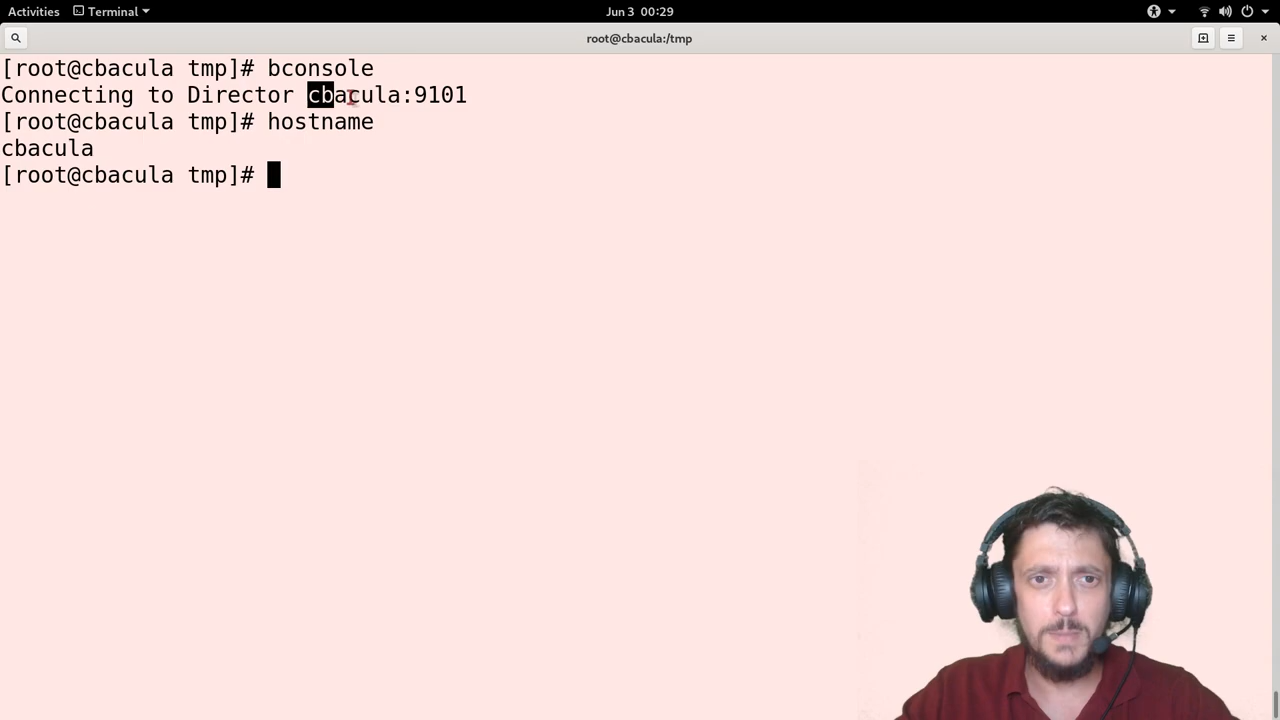 Activities Terminal Jun 3 00:29
root@cbacula:/tmp
[root@cbacula tmp]# bconsole
Connecting to Director cbacula:9101
[root@cbacula tmp]# hostname
cbacula
[root@cbacula tmp]#